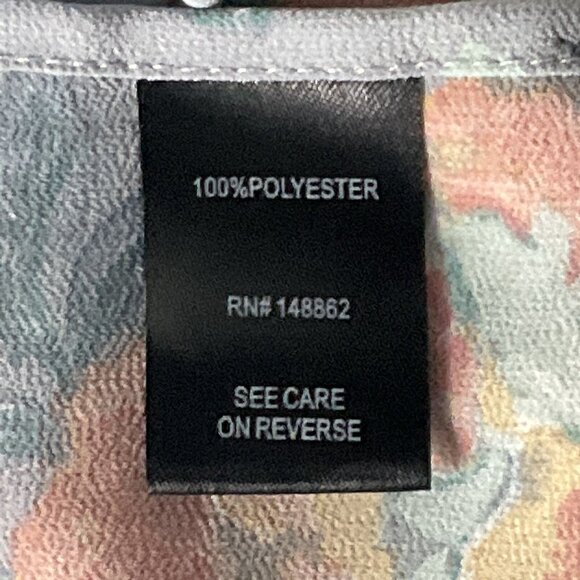 100%POLYESTER
RN# 148862
SEE CARE
ON REVERSE